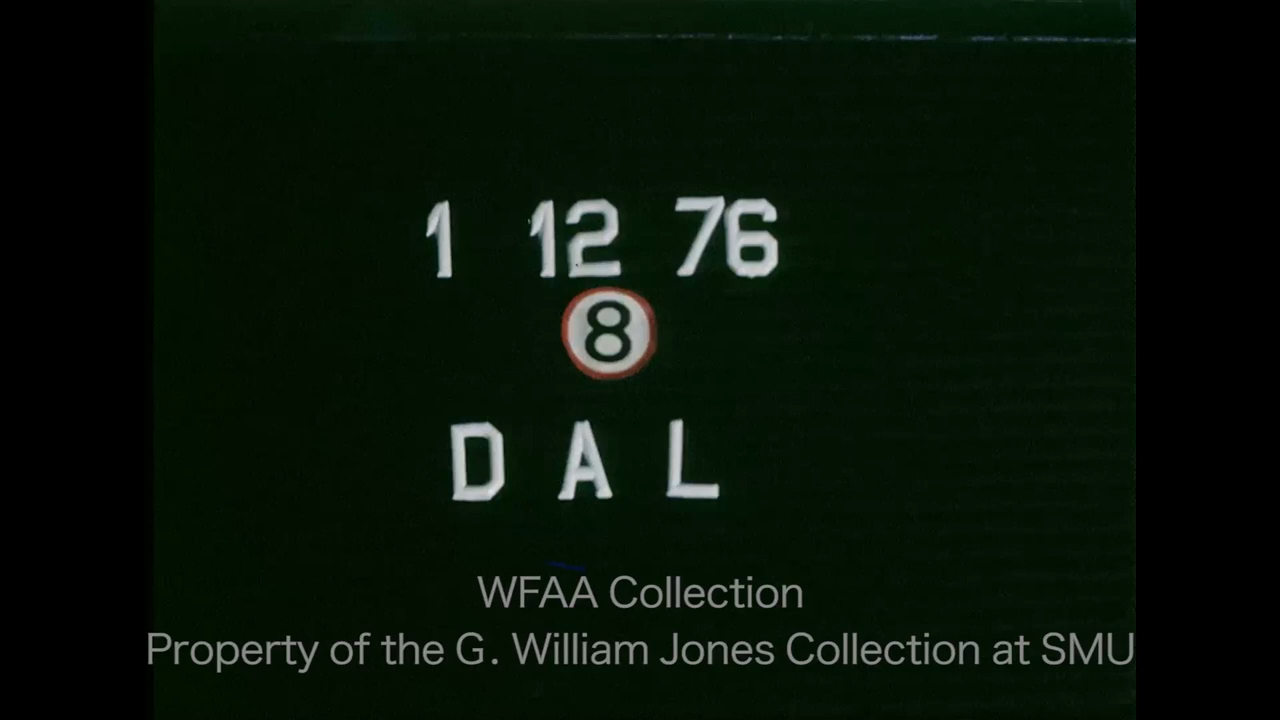 1 12 76
8
D A L
WFAA Collection
Property of the G. William Jones Collection at SMU